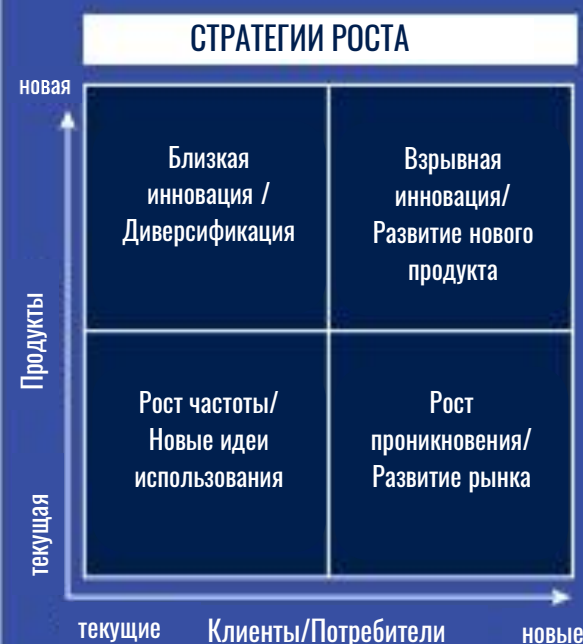 СТРАТЕГИИ РОСТА
новая
Близкая
инновация /
Диверсификация
Взрывная
инновация/
Развитие нового
продукта
Продукты
Рост частоты/
Новые идеи
использования
Рост
проникновения/
Развитие рынка
текущая
текущие
Клиенты/Потребители
новые